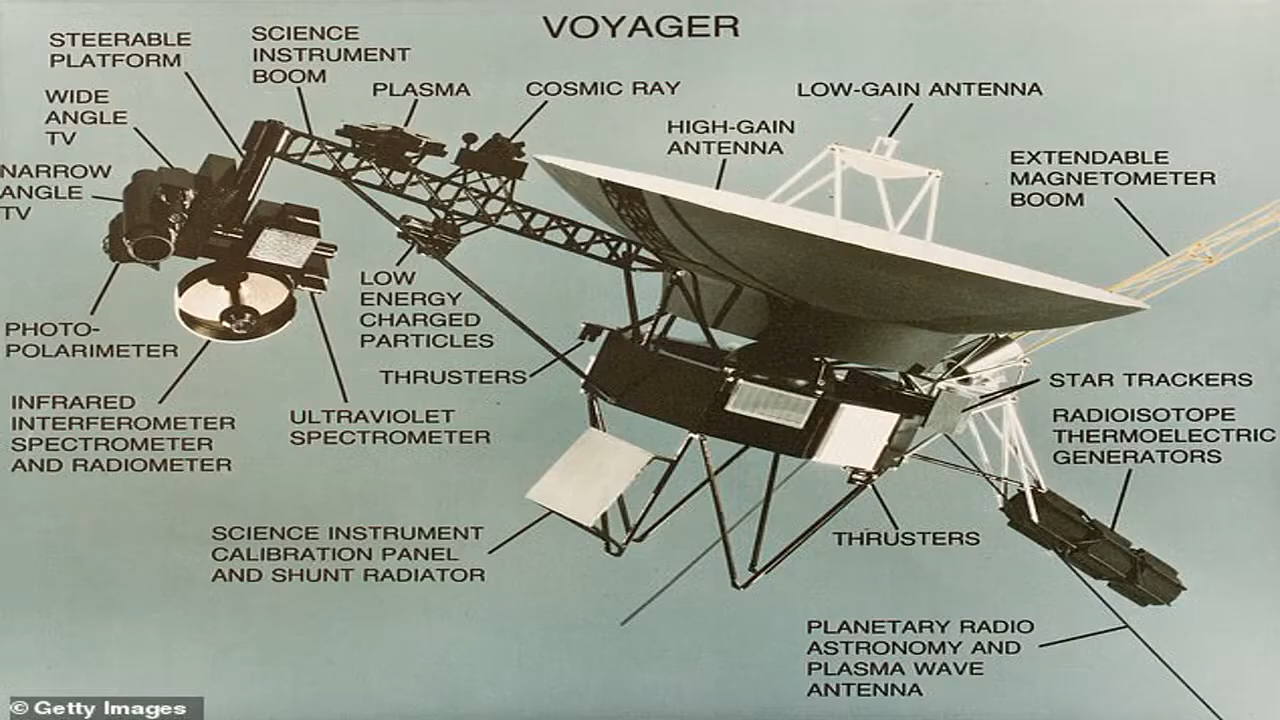 VOYAGER
STEERABLE
PLATFORM
SCIENCE
INSTRUMENT
BOOM
PLASMA
COSMIC RAY
LOW-GAIN ANTENNA
WIDE
ANGLE
TV
HIGH-GAIN
ANTENNA
EXTENDABLE
MAGNETOMETER
BOOM
NARROW
ANGLE
TV
LOW
ENERGY
CHARGED
PARTICLES
PHOTO-
POLARIMETER
THRUSTERS
STAR TRACKERS
INFRARED
INTERFEROMETER
SPECTROMETER
AND RADIOMETER
ULTRAVIOLET
SPECTROMETER
RADIOISOTOPE
THERMOELECTRIC
GENERATORS
SCIENCE INSTRUMENT
CALIBRATION PANEL
AND SHUNT RADIATOR
THRUSTERS
PLANETARY RADIO
ASTRONOMY AND
PLASMA WAVE
ANTENNA
© Getty Images